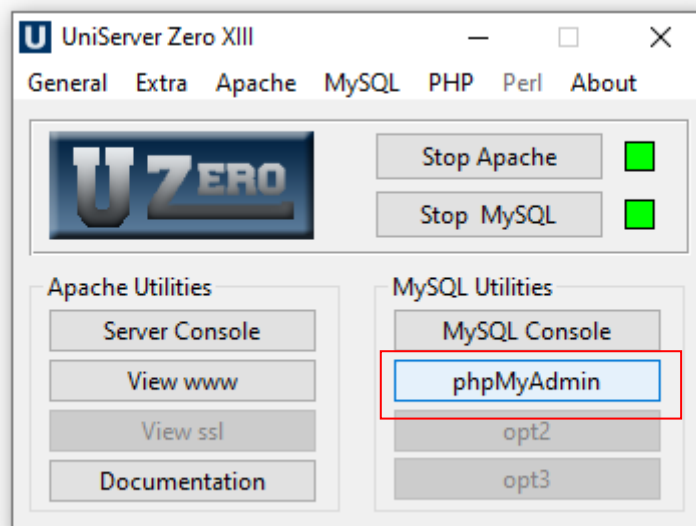 UniServer Zero XIII
General Extra Apache MySQL PHP Perl About
U ZERO
Stop Apache
Stop MySQL
Apache Utilities
Server Console
View www
View ssl
Documentation
MySQL Utilities
MySQL Console
phpMyAdmin
opt2
opt3